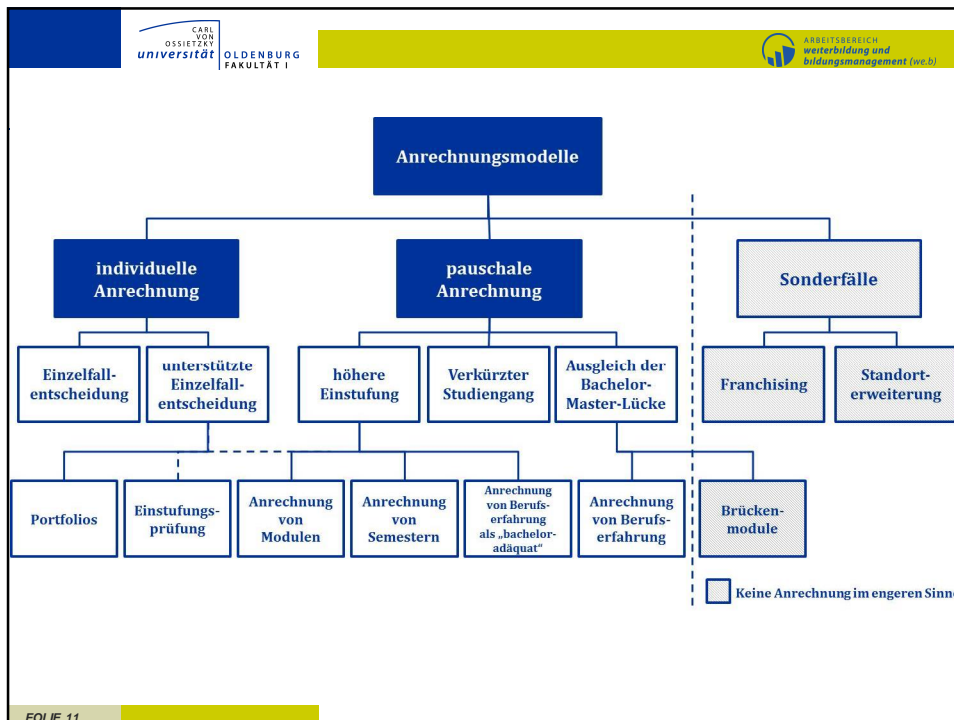 CARL
VON
OSSIETZKY
universität OLDENBURG
FAKULTÄT I
ARBEITSBEREICH
weiterbildung und
bildungsmanagement (we.b)
Anrechnungsmodelle
individuelle
Anrechnung
pauschale
Anrechnung
Sonderfälle
Einzelfall-
entscheidung
unterstützte
Einzelfall-
entscheidung
höhere
Einstufung
Verkürzter
Studiengang
Ausgleich der
Bachelor-
Master-Lücke
Franchising
Standort-
erweiterung
Portfolios
Einstufungs-
prüfung
Anrechnung
von
Modulen
Anrechnung
von
Semestern
Anrechnung
von Berufs-
erfahrung
als „bachelor-
adäquat“
Anrechnung
von Berufs-
erfahrung
Brücken-
module
Keine Anrechnung im engeren Sinne
FOLIE 11